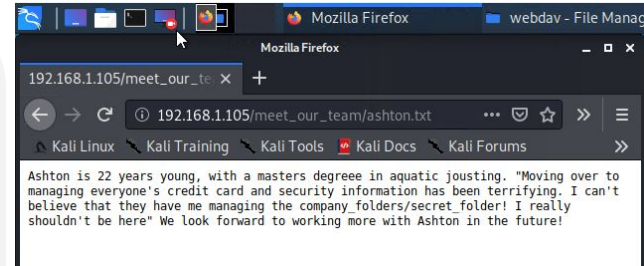 Mozilla Firefox
webdav - File Manag
Mozilla Firefox
192.168.1.105/meet_our_te
192.168.1.105/meet_our_team/ashton.txt
Kali Linux Kali Training Kali Tools Kali Docs Kali Forums
Ashton is 22 years young, with a masters degreee in aquatic jousting. "Moving over to
managing everyone's credit card and security information has been terrifying. I can't
believe that they have me managing the company_folders/secret_folder! I really
shouldn't be here" We look forward to working more with Ashton in the future!